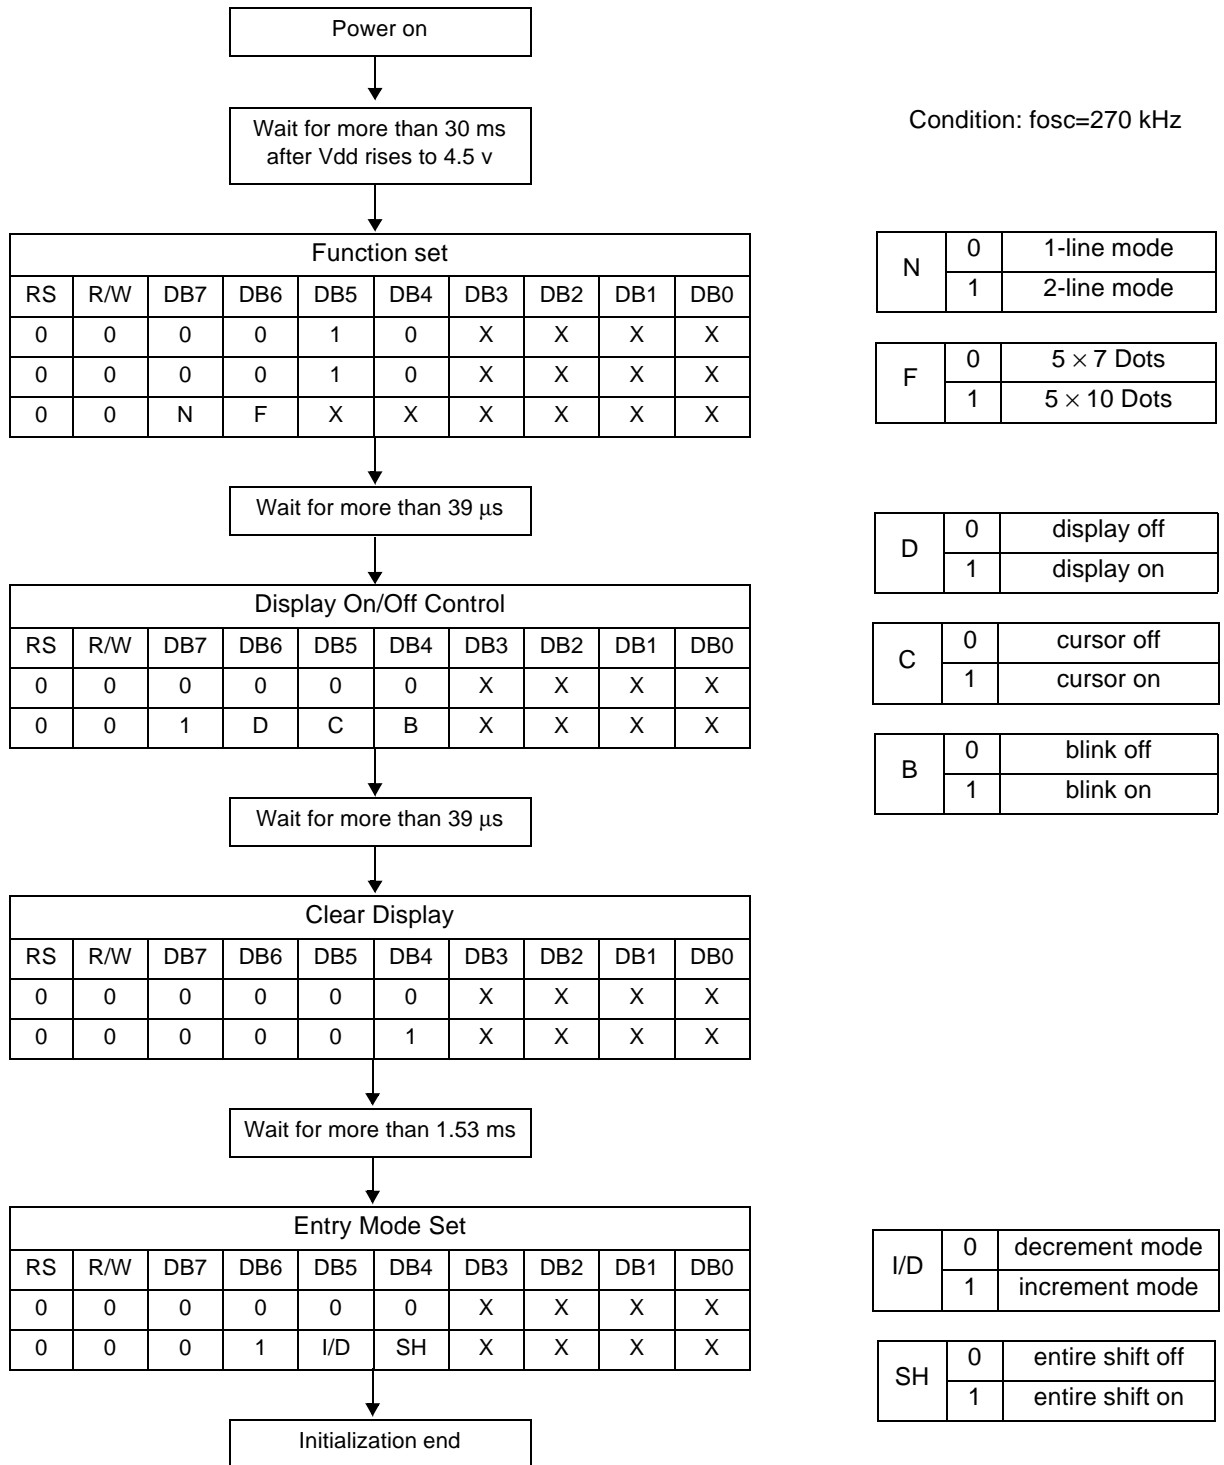 Power on
Wait for more than 30 ms
after Vdd rises to 4.5 v
Condition: fosc=270 kHz
Function set
RS R/W DB7 DB6 DB5 DB4 DB3 DB2 DB1 DB0
0 0 0 0 1 0 X X X X
0 0 0 0 1 0 X X X X
0 0 N F X X X X X X
N 0 1-line mode
1 2-line mode
F 0 5 × 7 Dots
1 5 × 10 Dots
Wait for more than 39 µs
Display On/Off Control
RS R/W DB7 DB6 DB5 DB4 DB3 DB2 DB1 DB0
0 0 0 0 0 0 X X X X
0 0 1 D C B X X X X
D 0 display off
1 display on
C 0 cursor off
1 cursor on
B 0 blink off
1 blink on
Wait for more than 39 µs
Clear Display
RS R/W DB7 DB6 DB5 DB4 DB3 DB2 DB1 DB0
0 0 0 0 0 0 X X X X
0 0 0 0 0 1 X X X X
Wait for more than 1.53 ms
Entry Mode Set
RS R/W DB7 DB6 DB5 DB4 DB3 DB2 DB1 DB0
0 0 0 0 0 0 X X X X
0 0 0 1 I/D SH X X X X
I/D 0 decrement mode
1 increment mode
SH 0 entire shift off
1 entire shift on
Initialization end